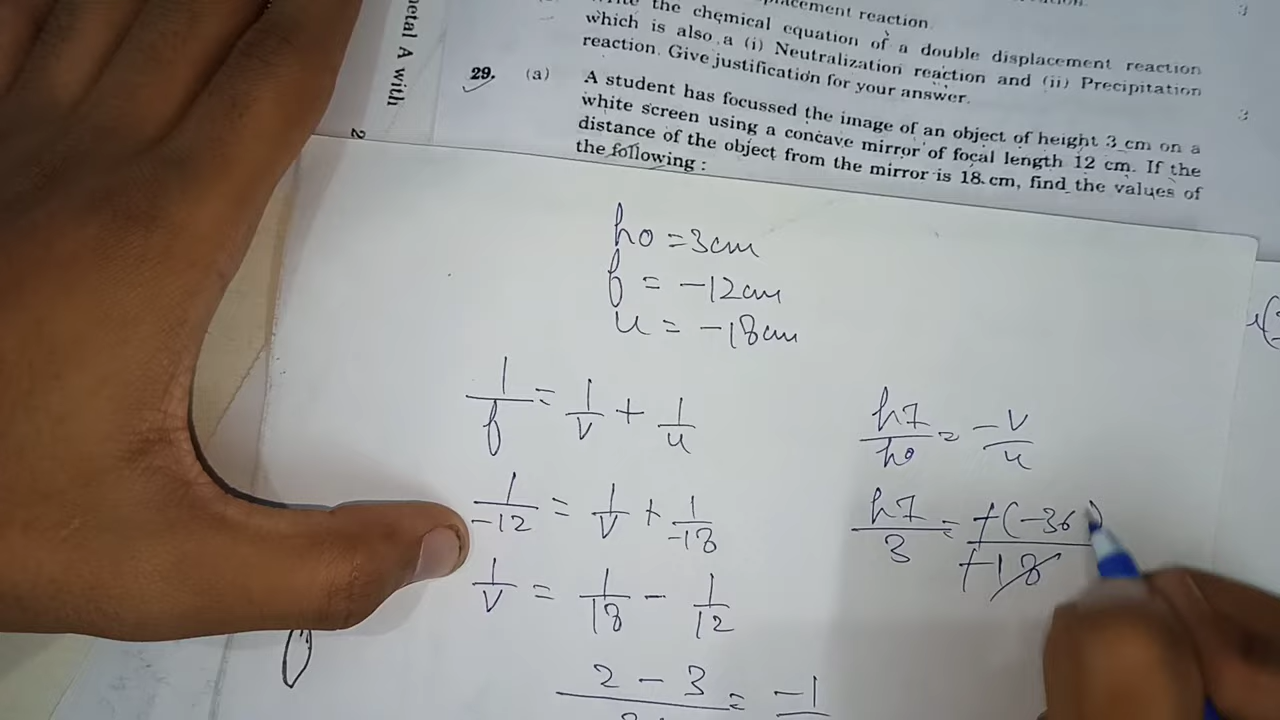 placement reaction.
3
the chemical equation of a double displacement reaction
which is also a (i) Neutralization reaction and (ii) Precipitation
reaction. Give justification for your answer.
3
etal A with
2
29. (a) A student has focussed the image of an object of height 3 cm on a
white screen using a concave mirror of focal length 12 cm. If the
distance of the object from the mirror is 18 cm, find the values of
the following :
ho = 3cm
f = -12cm
u = -18cm
1/f = 1/v + 1/u
1/-12 = 1/v + 1/-18
1/v = 1/18 - 1/12
2 - 3 = -1
hI/ho = -v/u
hI/3 = -(-36)/-18